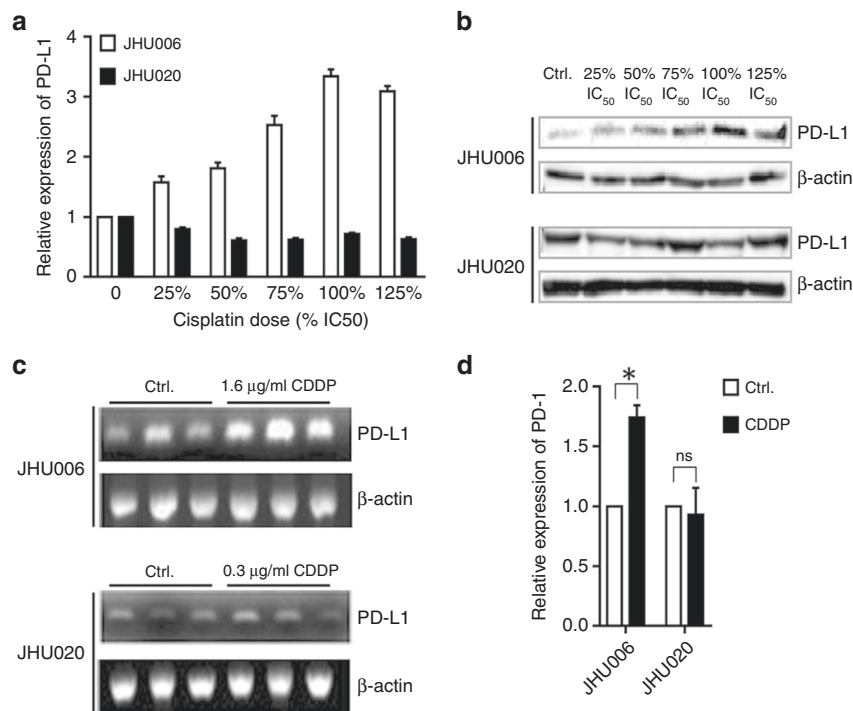 a
Relative expression of PD-L1
4
3
2
1
0
JHU006
JHU020
0 25% 50% 75% 100% 125%
Cisplatin dose (% IC50)
b
Ctrl. 25% 50% 75% 100% 125%
IC50 IC50 IC50 IC50 IC50
JHU006
PD-L1
β-actin
JHU020
PD-L1
β-actin
c
Ctrl. 1.6 μg/ml CDDP
JHU006
PD-L1
β-actin
Ctrl. 0.3 μg/ml CDDP
JHU020
PD-L1
β-actin
d
Relative expression of PD-1
2.0
1.5
1.0
0.5
0.0
*
ns
Ctrl.
CDDP
JHU006
JHU020